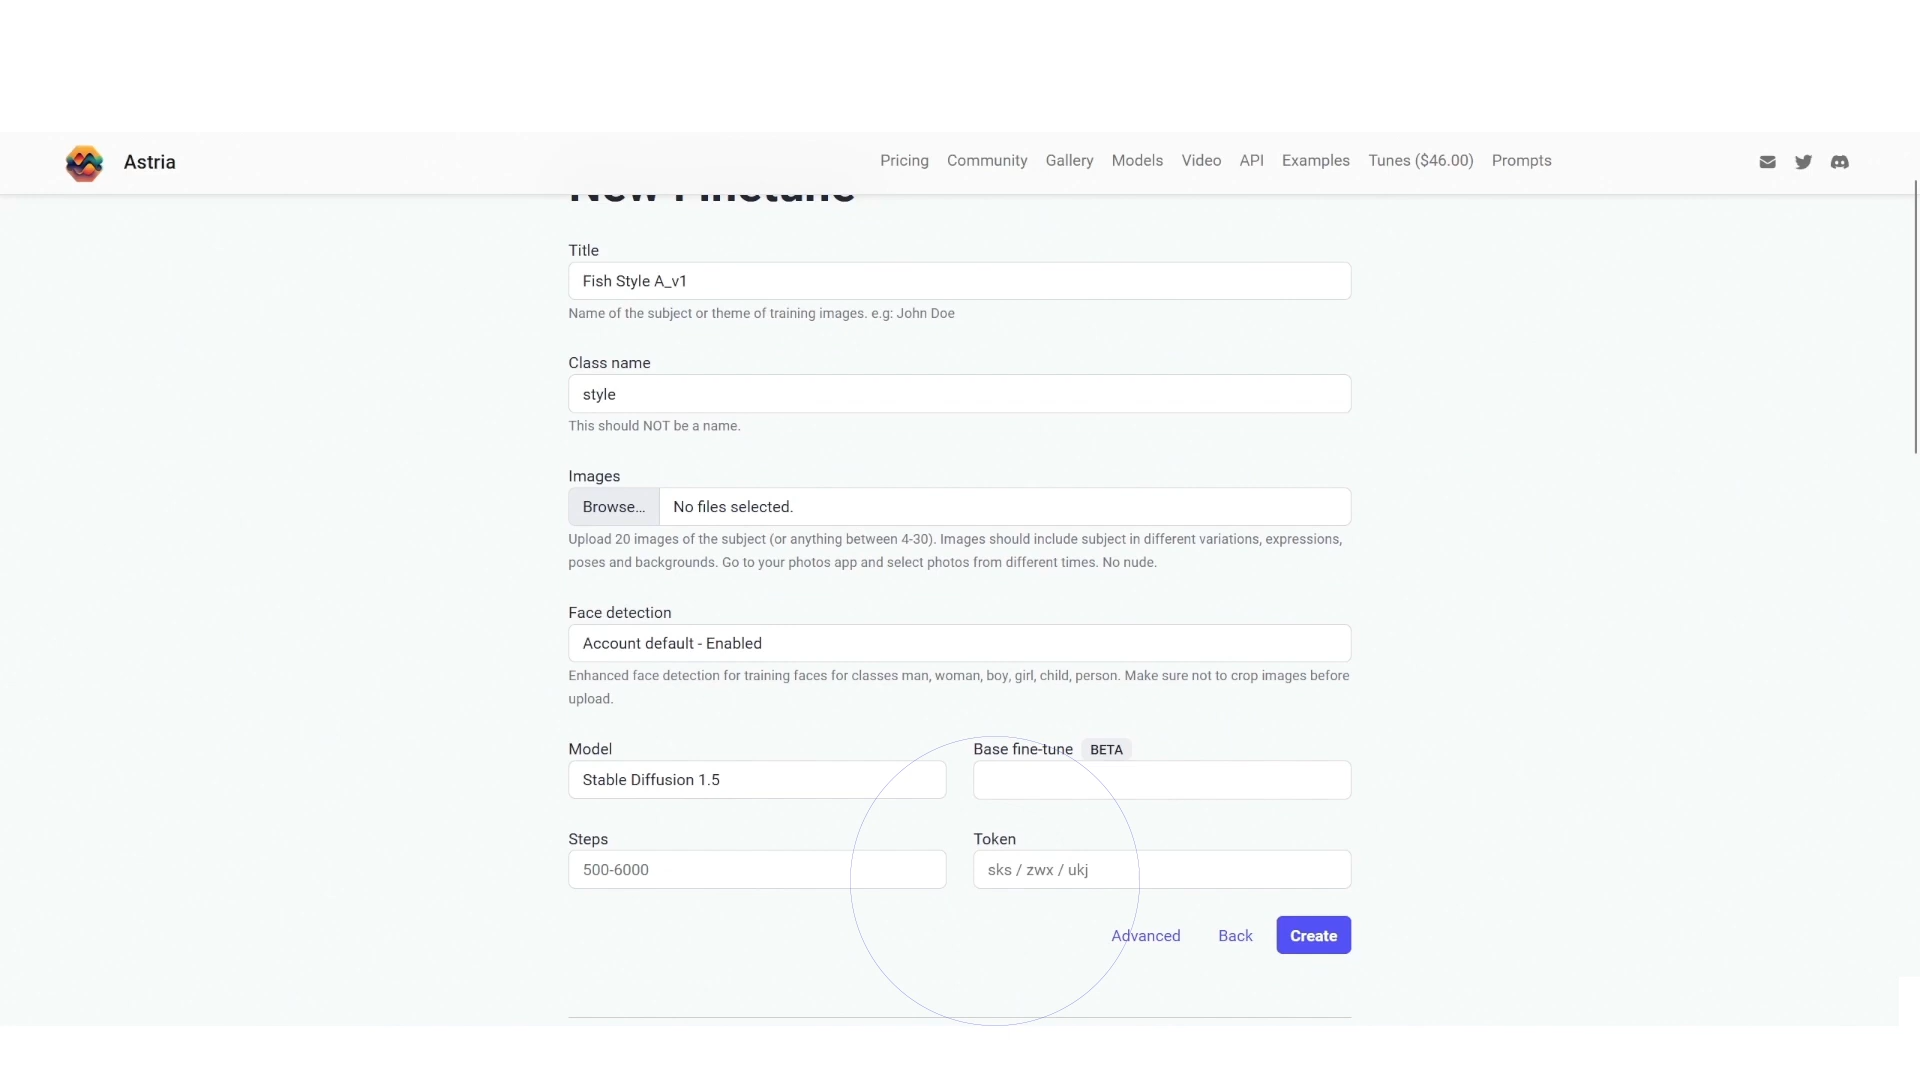 Astria
Pricing Community Gallery Models Video API Examples Tunes ($46.00) Prompts
New Finetune
Title
Fish Style A_v1
Name of the subject or theme of training images. e.g: John Doe
Class name
style
This should NOT be a name.
Images
Browse... No files selected.
Upload 20 images of the subject (or anything between 4-30). Images should include subject in different variations, expressions,
poses and backgrounds. Go to your photos app and select photos from different times. No nude.
Face detection
Account default - Enabled
Enhanced face detection for training faces for classes man, woman, boy, girl, child, person. Make sure not to crop images before
upload.
Model
Stable Diffusion 1.5
Base fine-tune BETA
Steps
500-6000
Token
sks / zwx / ukj
Advanced Back Create